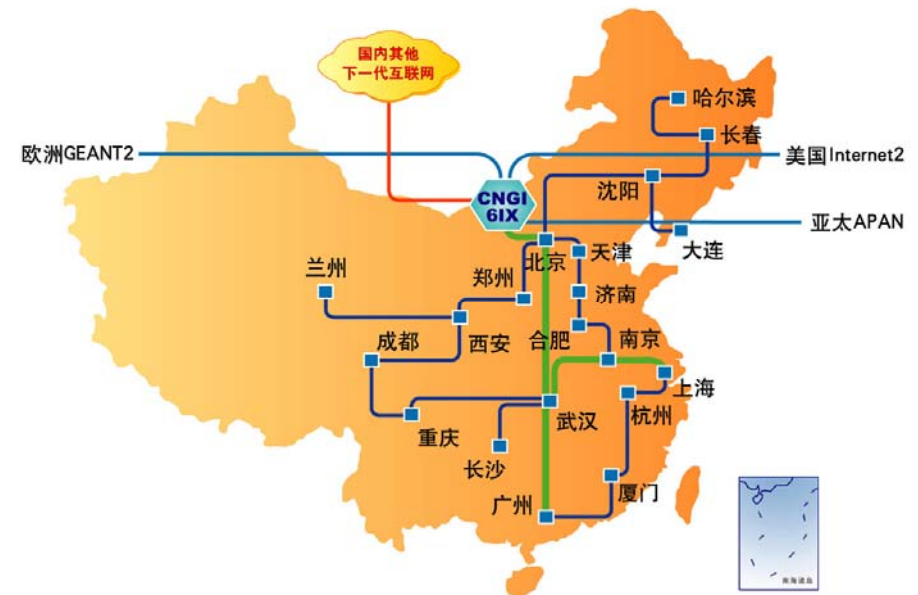 国内其他
下一代互联网
哈尔滨
长春
欧洲GEANT2
美国Internet2
沈阳
CNGI
6IX
亚太APAN
大连
北京
天津
兰州
郑州
济南
成都
西安
合肥
南京
上海
杭州
武汉
重庆
长沙
厦门
广州
南海诸岛